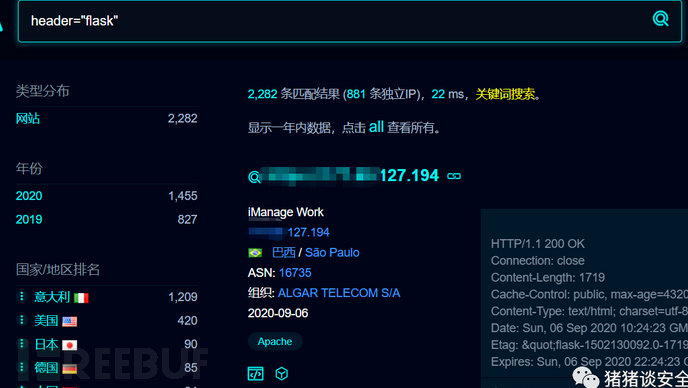 header="flask"
类型分布
网站 2,282
年份
2020 1,455
2019 827
国家/地区排名
意大利 1,209
美国 420
日本 90
德国 85
2,282 条匹配结果 (881 条独立IP)，22 ms，关键词搜索。
显示一年内数据，点击 all 查看所有。
127.194
iManage Work
127.194
巴西 / São Paulo
ASN: 16735
组织: ALGAR TELECOM S/A
2020-09-06
Apache
HTTP/1.1 200 OK
Connection: close
Content-Length: 1719
Cache-Control: public, max-age=4320
Content-Type: text/html; charset=utf-8
Date: Sun, 06 Sep 2020 10:24:23 GM
Etag: &quot;flask-1502130092.0-1719
Expires: Sun, 06 Sep 2020 22:24:23 G
REEBUF
猪猪谈安全